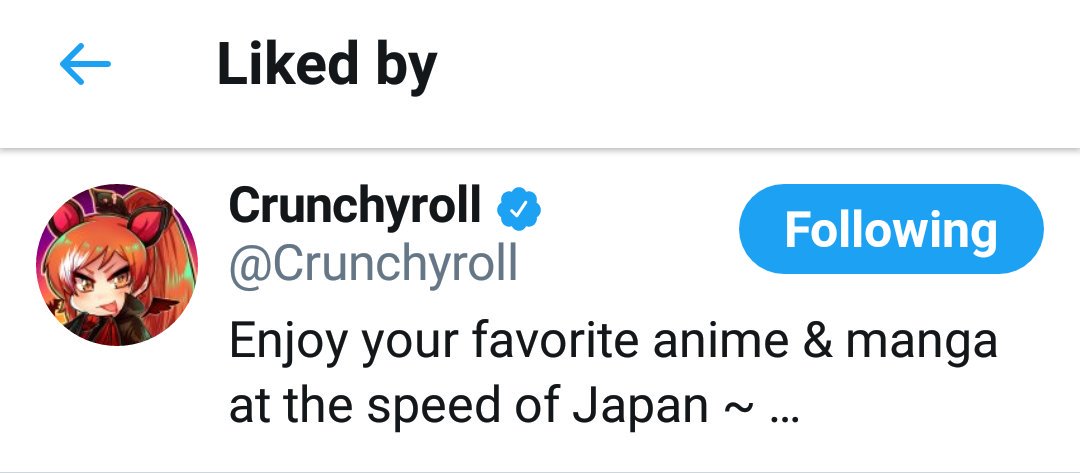 Liked by
Crunchyroll
Following
@Crunchyroll
Enjoy your favorite anime & manga
at the speed of Japan ~ ...